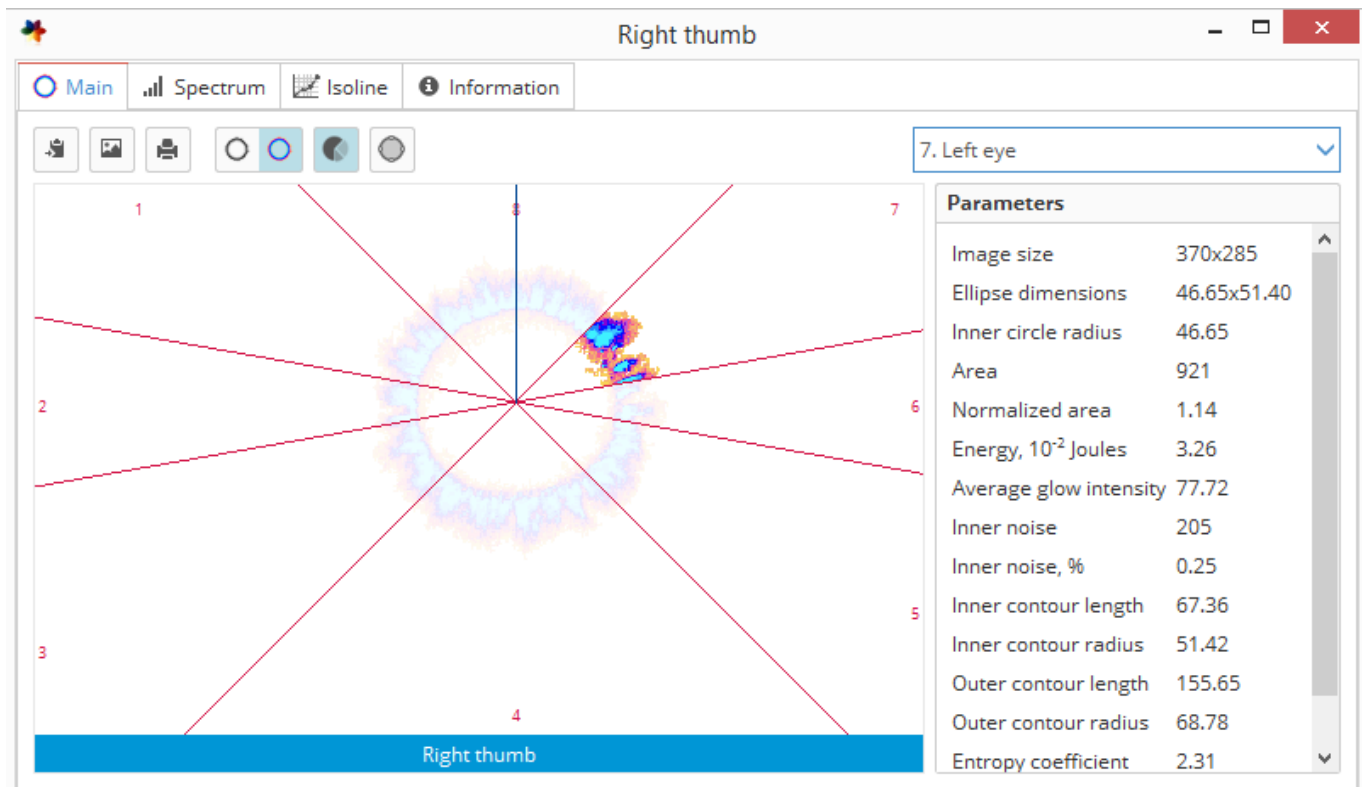 Right thumb
Main Spectrum Isoline Information
7. Left eye
1 8 7
2 6
3 5
4
Right thumb
Parameters
Image size 370x285
Ellipse dimensions 46.65x51.40
Inner circle radius 46.65
Area 921
Normalized area 1.14
Energy, 10⁻² Joules 3.26
Average glow intensity 77.72
Inner noise 205
Inner noise, % 0.25
Inner contour length 67.36
Inner contour radius 51.42
Outer contour length 155.65
Outer contour radius 68.78
Entropy coefficient 2.31